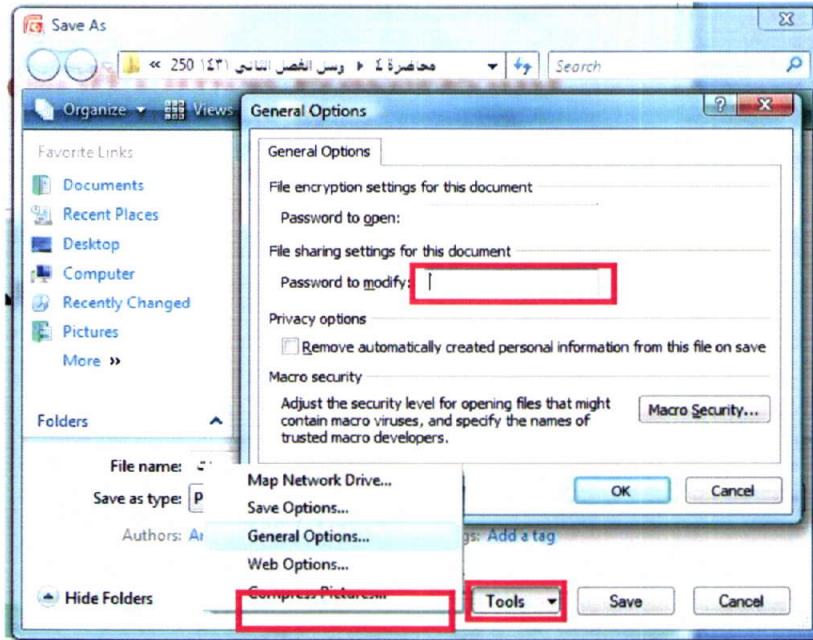 Save As
« 250 محاضرة ٤ ‹ وسل الفصل الثاني ١٤٣١
Search
Organize
Views
General Options
General Options
Favorite Links
Documents
Recent Places
Desktop
Computer
Recently Changed
Pictures
More »
Folders
File encryption settings for this document
Password to open:
File sharing settings for this document
Password to modify:
Privacy options
Remove automatically created personal information from this file on save
Macro security
Adjust the security level for opening files that might
contain macro viruses, and specify the names of
trusted macro developers.
Macro Security...
OK
Cancel
File name:
Save as type: P
Authors:
Add a tag
Map Network Drive...
Save Options...
General Options...
Web Options...
Compress Pictures...
Hide Folders
Tools
Save
Cancel